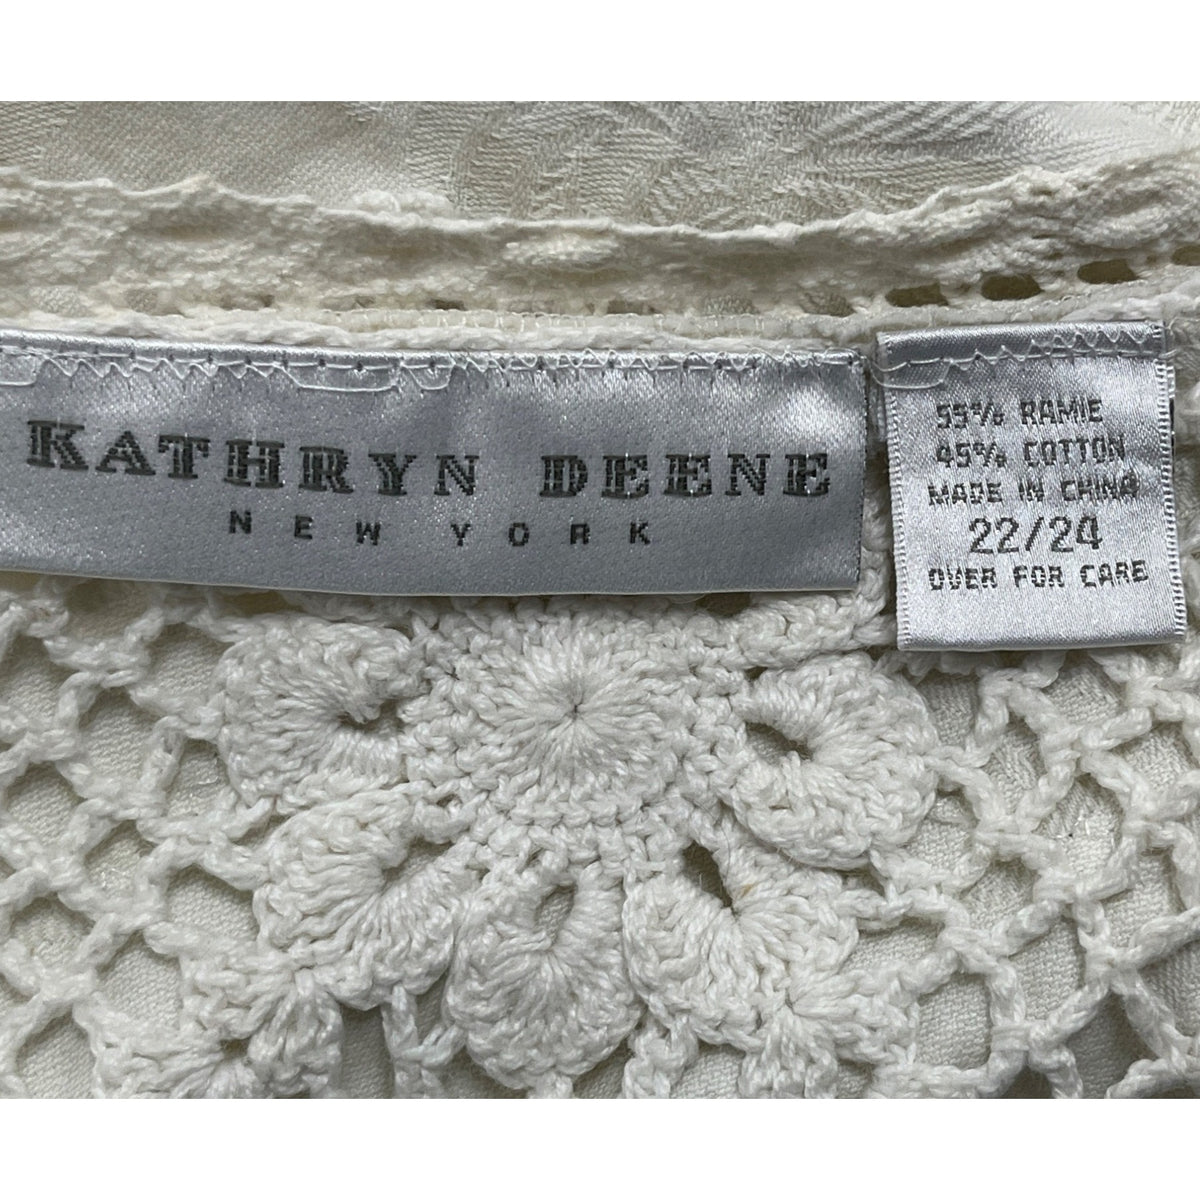 KATHRYN DEENE
NEW YORK
55% RAMIE
45% COTTON
MADE IN CHINA
22/24
OVER FOR CARE